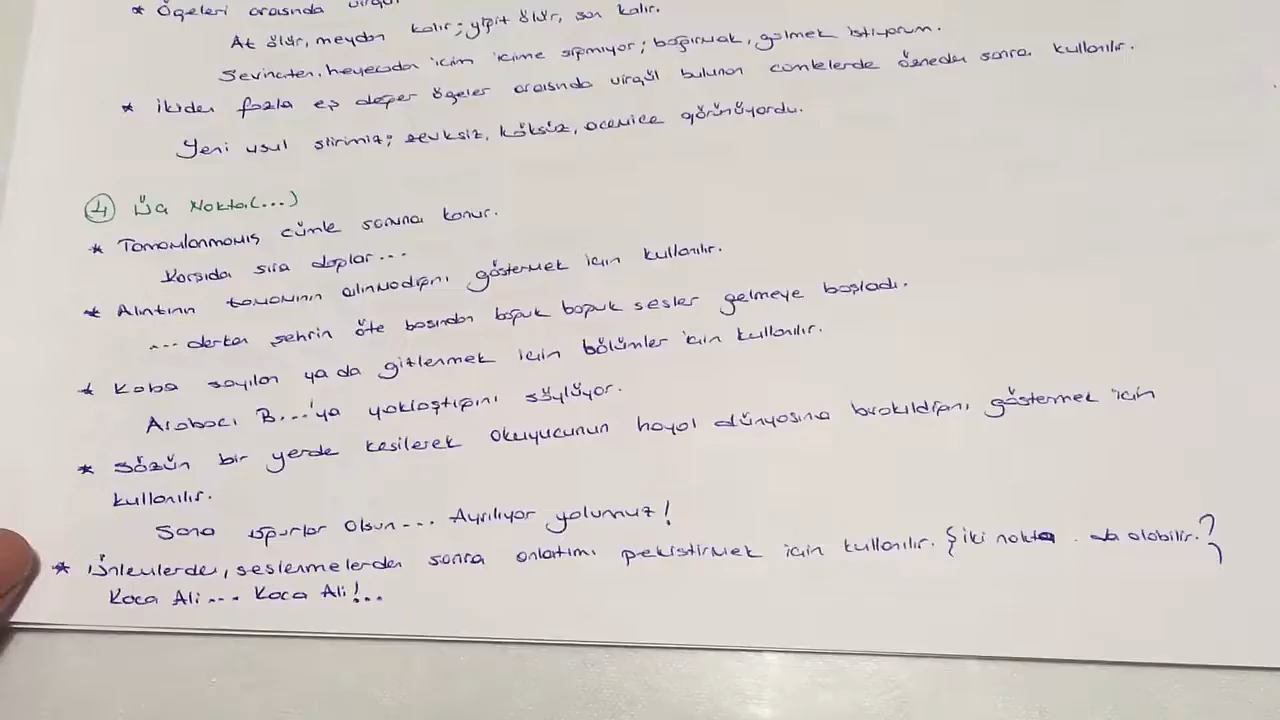 * Ögeleri arasında virgül
At ölür, meydan kalır; yiğit ölür, şan kalır.
Sevinçten, heyecandan içim içime sığmıyor; bağırmak, gülmek istiyorum.
* İkiden fazla eş değer ögeler arasında virgül bulunan cümlelerde özneden sonra kullanılır.
Yeni usul şiirimiz; zevksiz, köksüz, acemice görünüyordu.
④ Üç Nokta(...)
* Tamamlanmamış cümle sonuna konur.
Karşıda sıra dağlar...
* Alıntının tamamının alınmadığını göstermek için kullanılır.
... derken şehrin öte başından boğuk boğuk sesler gelmeye başladı.
* Kaba sayılan ya da gizlenmek için bölümler için kullanılır.
Arabacı B...'ya yaklaştığını söylüyor.
* Sözün bir yerde kesilerek okuyucunun hayal dünyasına bırakıldığını göstermek için
kullanılır.
Sana uğurlar Olsun... Ayrılıyor yolumuz!
* Ünlemlerde, seslenmelerden sonra anlatımı pekiştirmek için kullanılır. {iki nokta . da olabilir.}
Koca Ali... Koca Ali!..